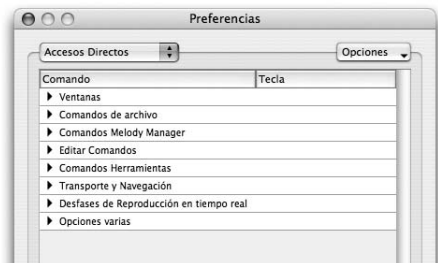 Preferencias
Accesos Directos
Opciones
Comando Tecla
Ventanas
Comandos de archivo
Comandos Melody Manager
Editar Comandos
Comandos Herramientas
Transporte y Navegación
Desfases de Reproducción en tiempo real
Opciones varias